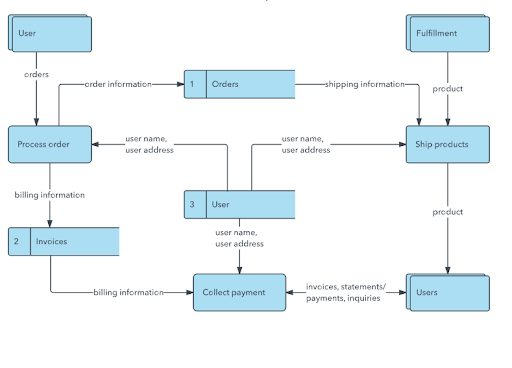 User
Fulfillment
orders
order information
1 Orders
shipping information
product
Process order
user name,
user address
user name,
user address
Ship products
billing information
3 User
product
2 Invoices
user name,
user address
billing information
Collect payment
invoices, statements/
payments, inquiries
Users